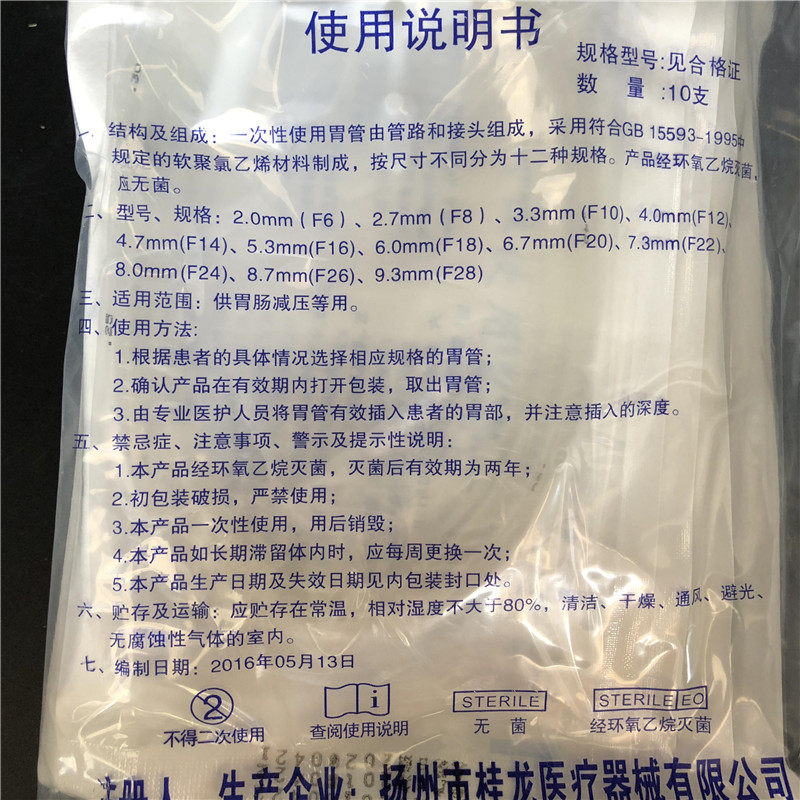 使用说明书
规格型号:见合格证
数 量:10支
一、结构及组成:一次性使用胃管由管路和接头组成，采用符合GB 15593-1995中
规定的软聚氯乙烯材料制成，按尺寸不同分为十二种规格。产品经环氧乙烷灭菌，
应无菌。
二、型号、规格:2.0mm(F6)、2.7mm(F8)、3.3mm(F10)、4.0mm(F12)、
4.7mm(F14)、5.3mm(F16)、6.0mm(F18)、6.7mm(F20)、7.3mm(F22)、
8.0mm(F24)、8.7mm(F26)、9.3mm(F28)
三、适用范围:供胃肠减压等用。
四、使用方法:
1.根据患者的具体情况选择相应规格的胃管;
2.确认产品在有效期内打开包装，取出胃管;
3.由专业医护人员将胃管有效插入患者的胃部，并注意插入的深度。
五、禁忌症、注意事项、警示及提示性说明:
1.本产品经环氧乙烷灭菌，灭菌后有效期为两年;
2.初包装破损，严禁使用;
3.本产品一次性使用，用后销毁;
4.本产品如长期滞留体内时，应每周更换一次;
5.本产品生产日期及失效日期见内包装封口处。
六、贮存及运输:应贮存在常温，相对湿度不大于80%，清洁、干燥、通风、避光、
无腐蚀性气体的室内。
七、编制日期:2016年05月13日
2 i STERILE STERILE EO
不得二次使用 查阅使用说明 无菌 经环氧乙烷灭菌
注册人、生产企业:扬州市桂龙医疗器械有限公司